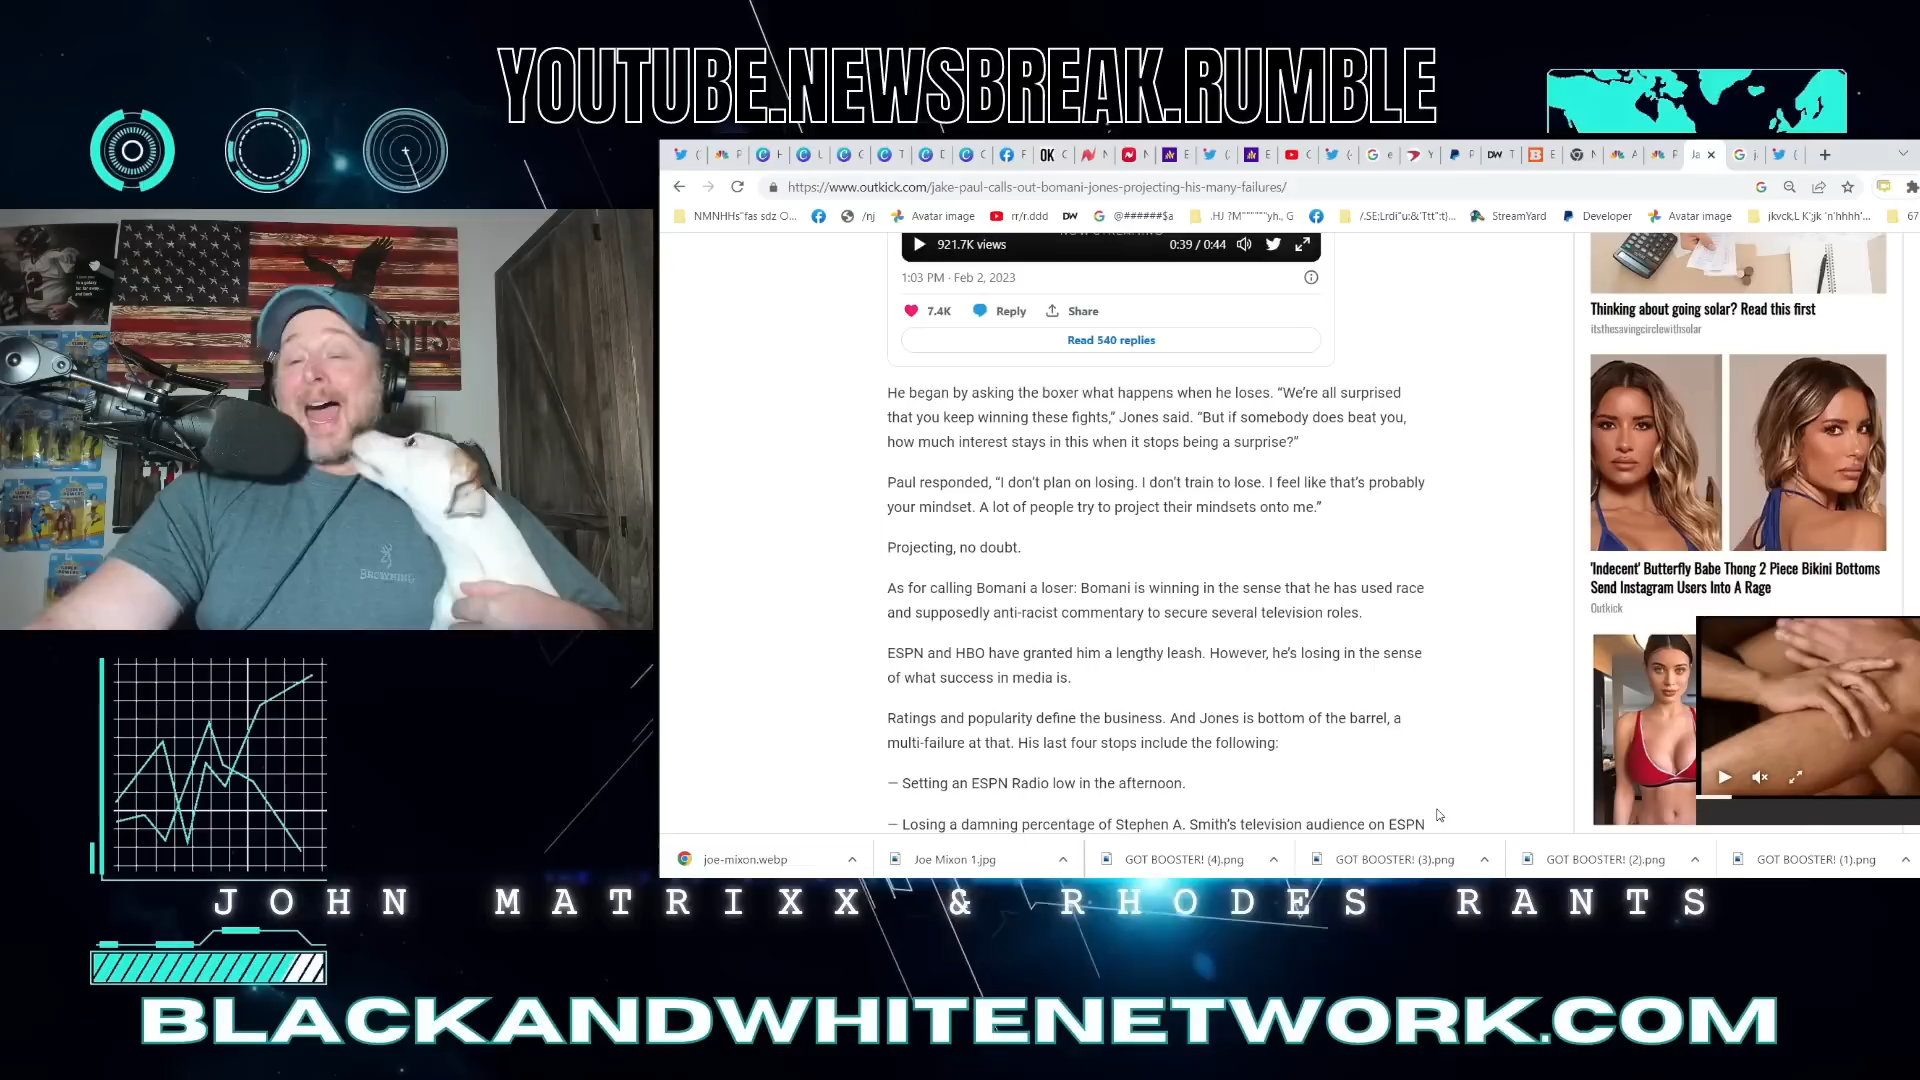 YOUTUBE.NEWSBREAK.RUMBLE
https://www.outkick.com/jake-paul-calls-out-bomani-jones-projecting-his-many-failures/
NMNHHs"fas sdz O...
/nj
Avatar image
rr/r.ddd
DW
@######$a
StreamYard
Developer
Avatar image
67
921.7K views
0:39 / 0:44
1:03 PM · Feb 2, 2023
7.4K
Reply
Share
Read 540 replies
He began by asking the boxer what happens when he loses. “We’re all surprised
that you keep winning these fights,” Jones said. “But if somebody does beat you,
how much interest stays in this when it stops being a surprise?”
Paul responded, “I don’t plan on losing. I don’t train to lose. I feel like that’s probably
your mindset. A lot of people try to project their mindsets onto me.”
Projecting, no doubt.
As for calling Bomani a loser: Bomani is winning in the sense that he has used race
and supposedly anti-racist commentary to secure several television roles.
ESPN and HBO have granted him a lengthy leash. However, he’s losing in the sense
of what success in media is.
Ratings and popularity define the business. And Jones is bottom of the barrel, a
multi-failure at that. His last four stops include the following:
— Setting an ESPN Radio low in the afternoon.
— Losing a damning percentage of Stephen A. Smith’s television audience on ESPN
Thinking about going solar? Read this first
itsthesavingcirclewithsolar
'Indecent' Butterfly Babe Thong 2 Piece Bikini Bottoms
Send Instagram Users Into A Rage
Outkick
BROWNING
joe-mixon.webp
Joe Mixon 1.jpg
GOT BOOSTER! (4).png
GOT BOOSTER! (3).png
GOT BOOSTER! (2).png
GOT BOOSTER! (1).png
JOHN MATRIXX & RHODES RANTS
BLACKANDWHITENETWORK.COM